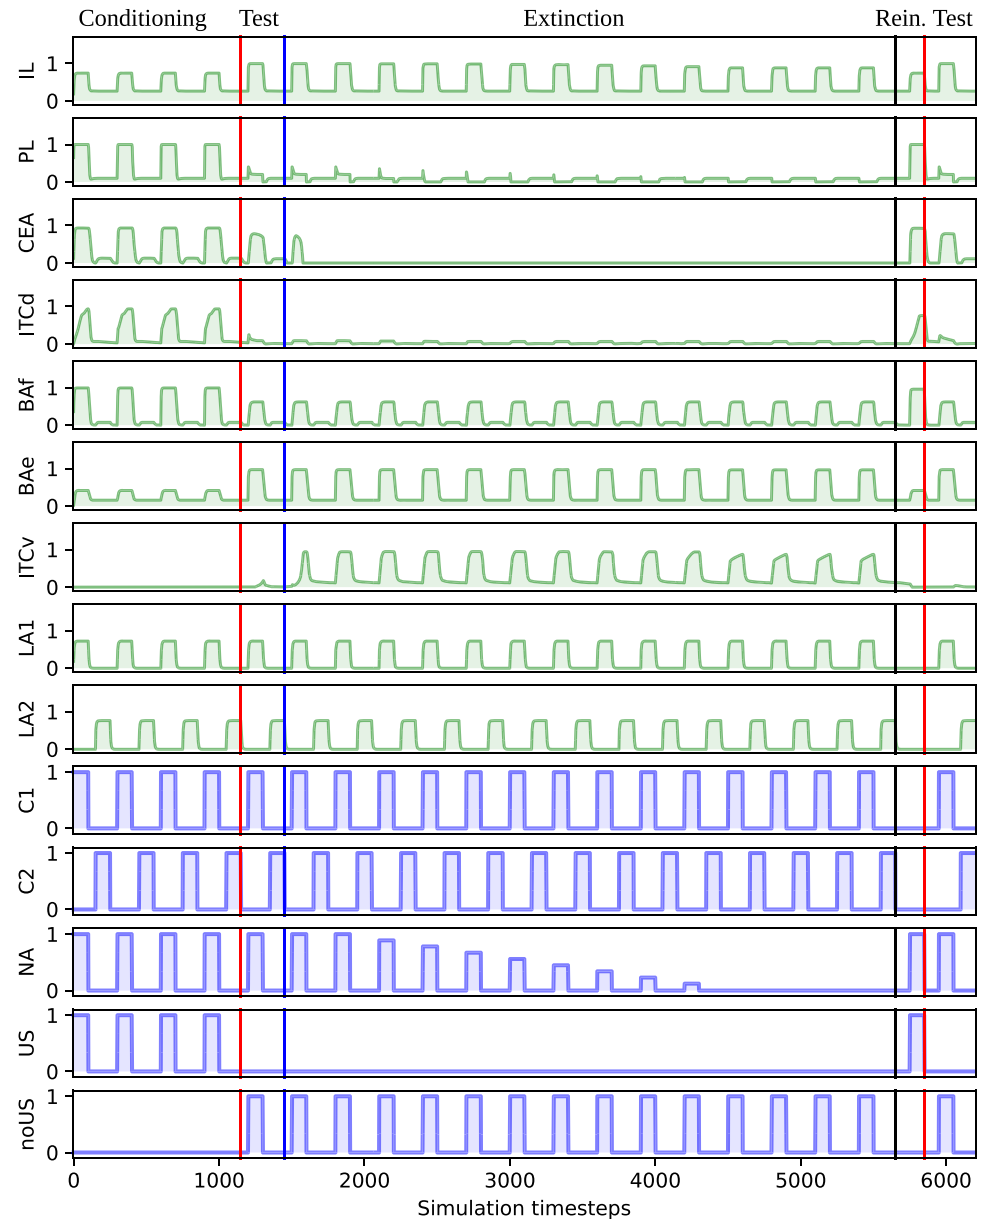 Conditioning Test Extinction Rein. Test
IL 1 0
PL 1 0
CEA 1 0
ITCd 1 0
BAf 1 0
BAe 1 0
ITCv 1 0
LA1 1 0
LA2 1 0
C1 1 0
C2 1 0
NA 1 0
US 1 0
noUS 1 0
0 1000 2000 3000 4000 5000 6000
Simulation timesteps